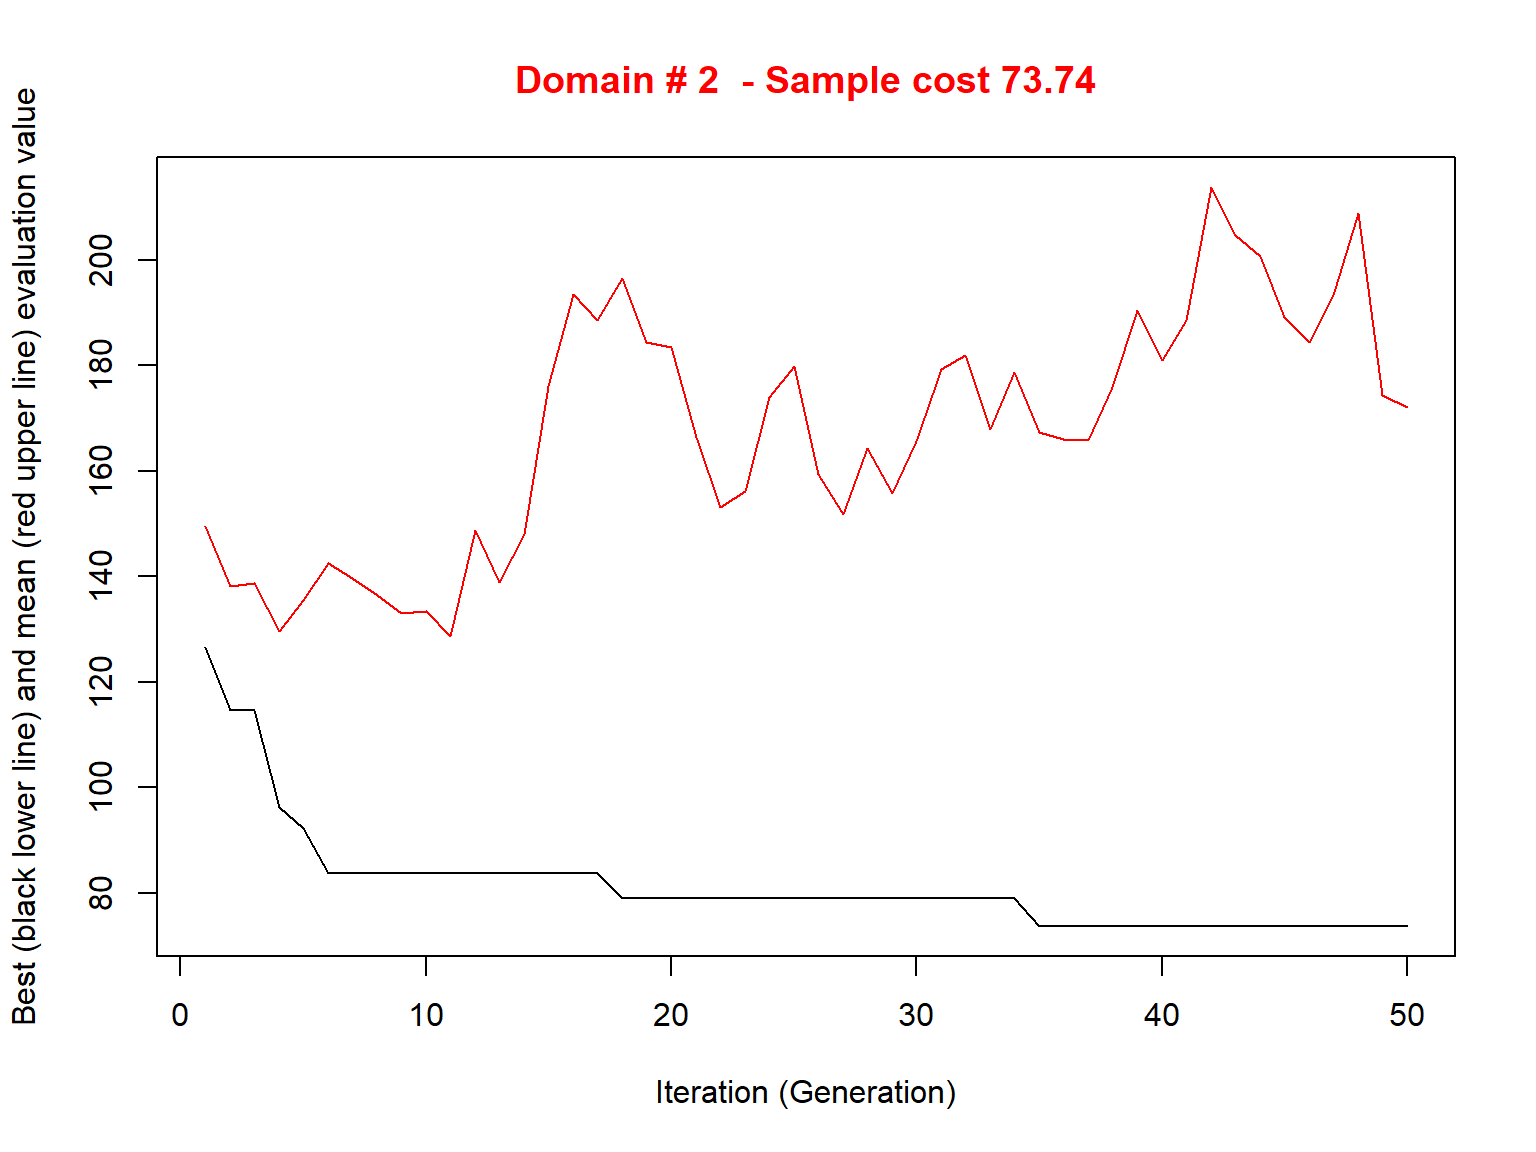 Domain # 2  - Sample cost 73.74
Best (black lower line) and mean (red upper line) evaluation value
200
180
160
140
120
100
80
0 10 20 30 40 50
Iteration (Generation)